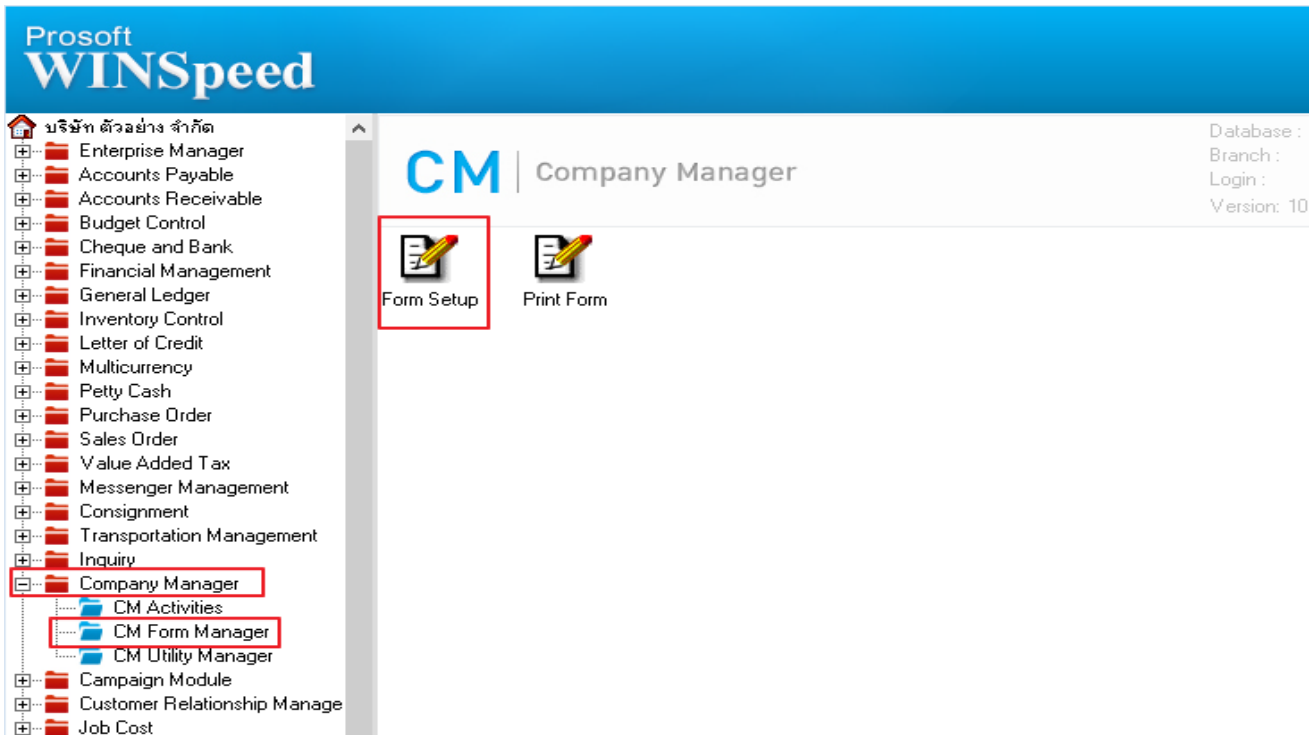 Prosoft
WINSpeed
บริษัท ตัวอย่าง จำกัด
Enterprise Manager
Accounts Payable
Accounts Receivable
Budget Control
Cheque and Bank
Financial Management
General Ledger
Inventory Control
Letter of Credit
Multicurrency
Petty Cash
Purchase Order
Sales Order
Value Added Tax
Messenger Management
Consignment
Transportation Management
Inquiry
Company Manager
CM Activities
CM Form Manager
CM Utility Manager
Campaign Module
Customer Relationship Manage
Job Cost
CM | Company Manager
Database :
Branch :
Login :
Version: 10
Form Setup
Print Form